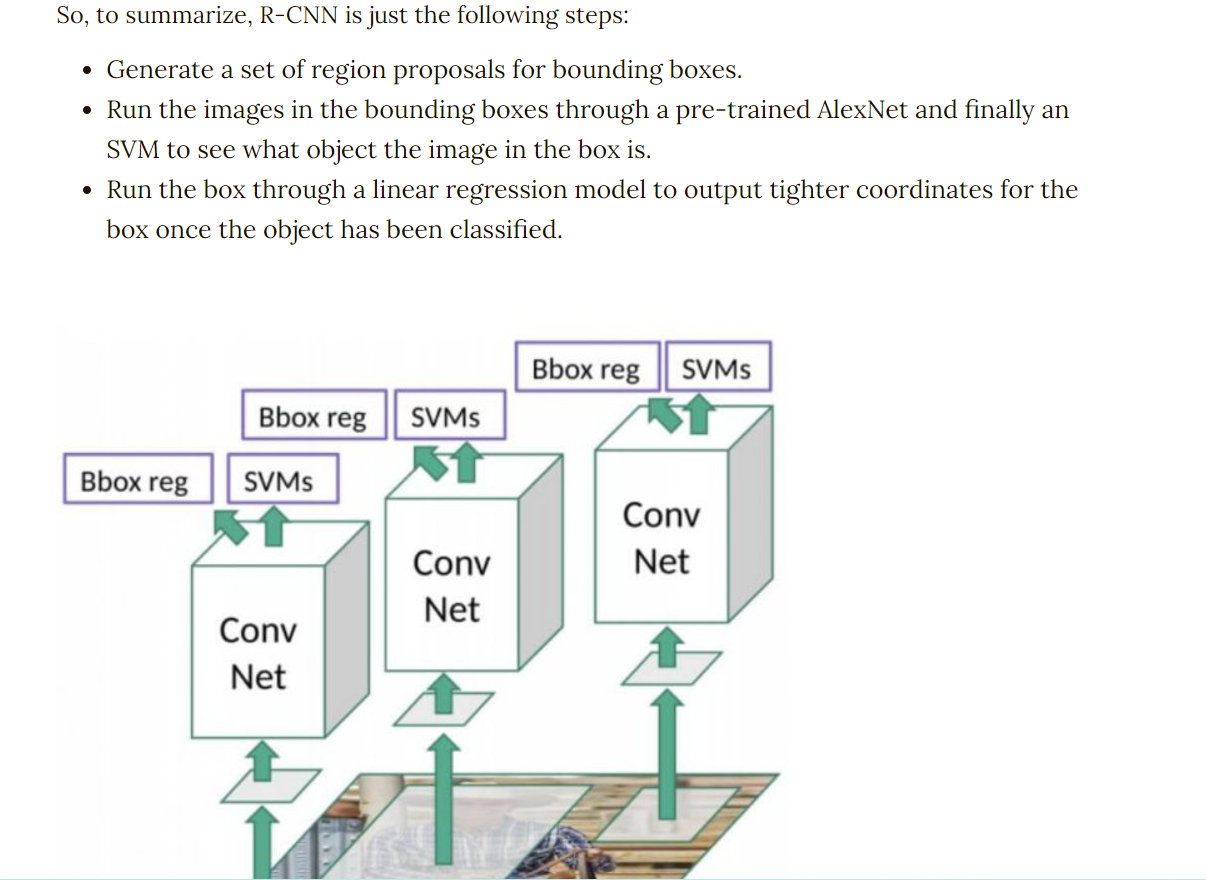 So, to summarize, R-CNN is just the following steps:
• Generate a set of region proposals for bounding boxes.
• Run the images in the bounding boxes through a pre-trained AlexNet and finally an
SVM to see what object the image in the box is.
• Run the box through a linear regression model to output tighter coordinates for the
box once the object has been classified.
Bbox reg SVMs
Bbox reg SVMs
Bbox reg SVMs
Conv
Net
Conv
Net
Conv
Net